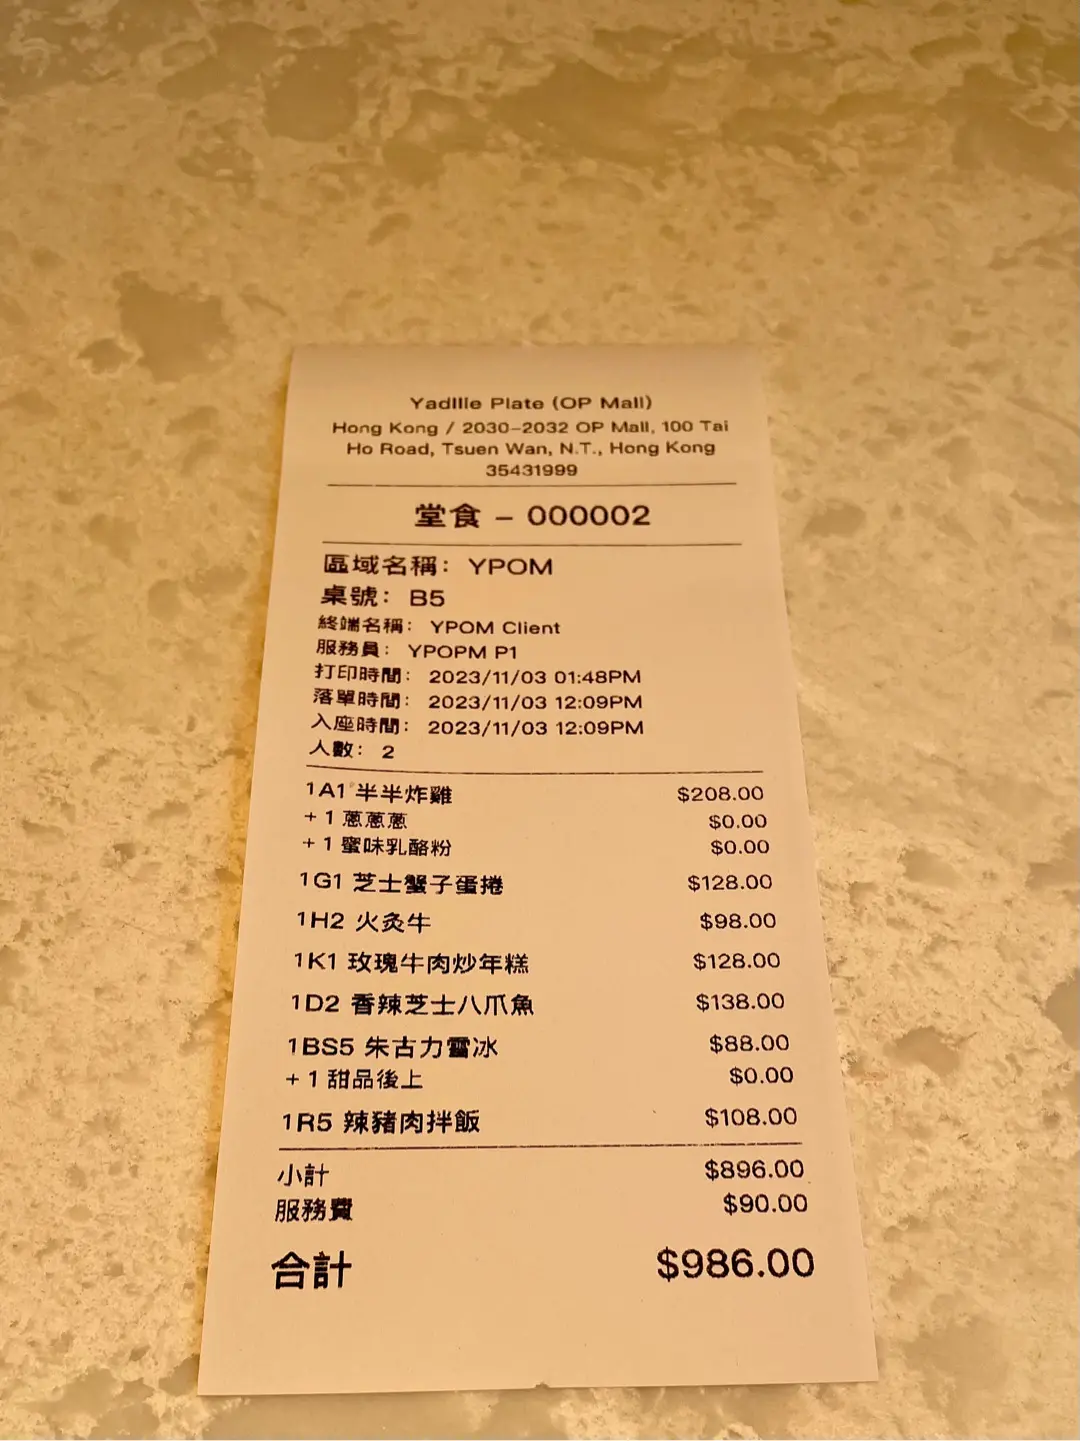 Yadllle Plate (OP Mall)
Hong Kong / 2030-2032 OP Mall, 100 Tai
Ho Road, Tsuen Wan, N.T., Hong Kong
35431999
堂食 - 000002
區域名稱: YPOM
桌號: B5
終端名稱: YPOM Client
服務員: YPOPM P1
打印時間: 2023/11/03 01:48PM
落單時間: 2023/11/03 12:09PM
入座時間: 2023/11/03 12:09PM
人數: 2
1A1 半半炸雞 $208.00
+ 1 蔥蔥蔥 $0.00
+ 1 蜜味乳酪粉 $0.00
1G1 芝士蟹子蛋捲 $128.00
1H2 火灸牛 $98.00
1K1 玫瑰牛肉炒年糕 $128.00
1D2 香辣芝士八爪魚 $138.00
1BS5 朱古力雪冰 $88.00
+ 1 甜品後上 $0.00
1R5 辣豬肉拌飯 $108.00
小計 $896.00
服務費 $90.00
合計 $986.00